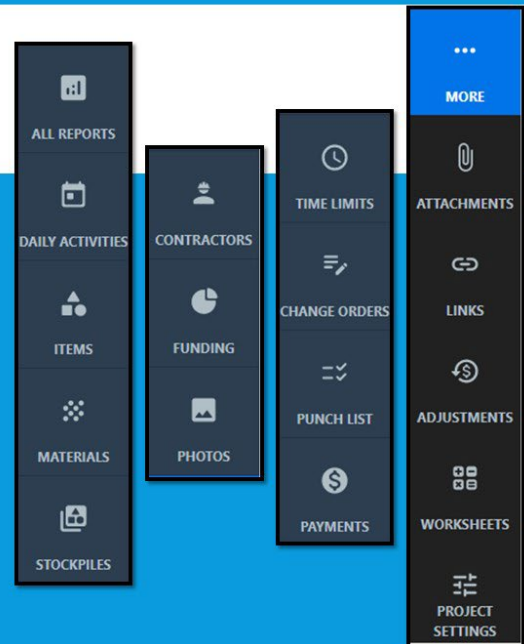 ALL REPORTS
DAILY ACTIVITIES
ITEMS
MATERIALS
STOCKPILES
CONTRACTORS
FUNDING
PHOTOS
TIME LIMITS
CHANGE ORDERS
PUNCH LIST
PAYMENTS
MORE
ATTACHMENTS
LINKS
ADJUSTMENTS
WORKSHEETS
PROJECT
SETTINGS